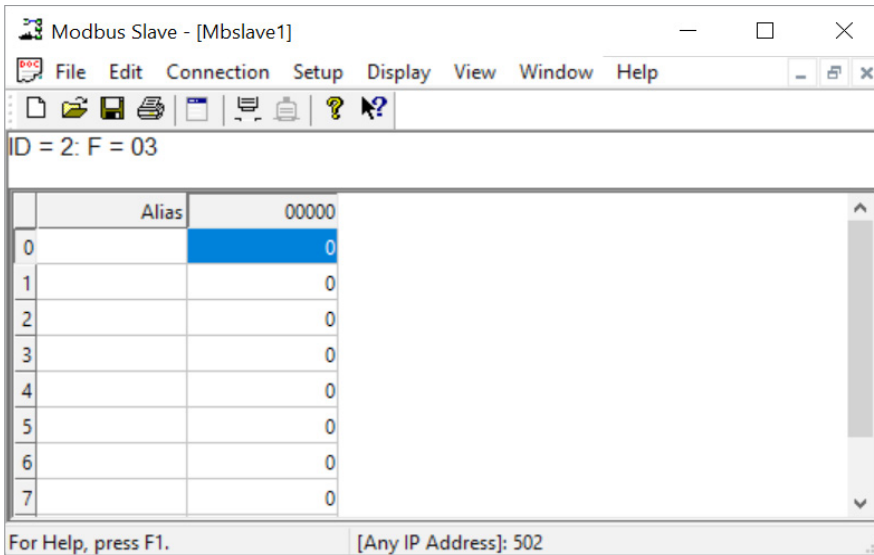 Modbus Slave - [Mbslave1]
File Edit Connection Setup Display View Window Help
ID = 2: F = 03
Alias 00000
0 0
1 0
2 0
3 0
4 0
5 0
6 0
7 0
For Help, press F1. [Any IP Address]: 502